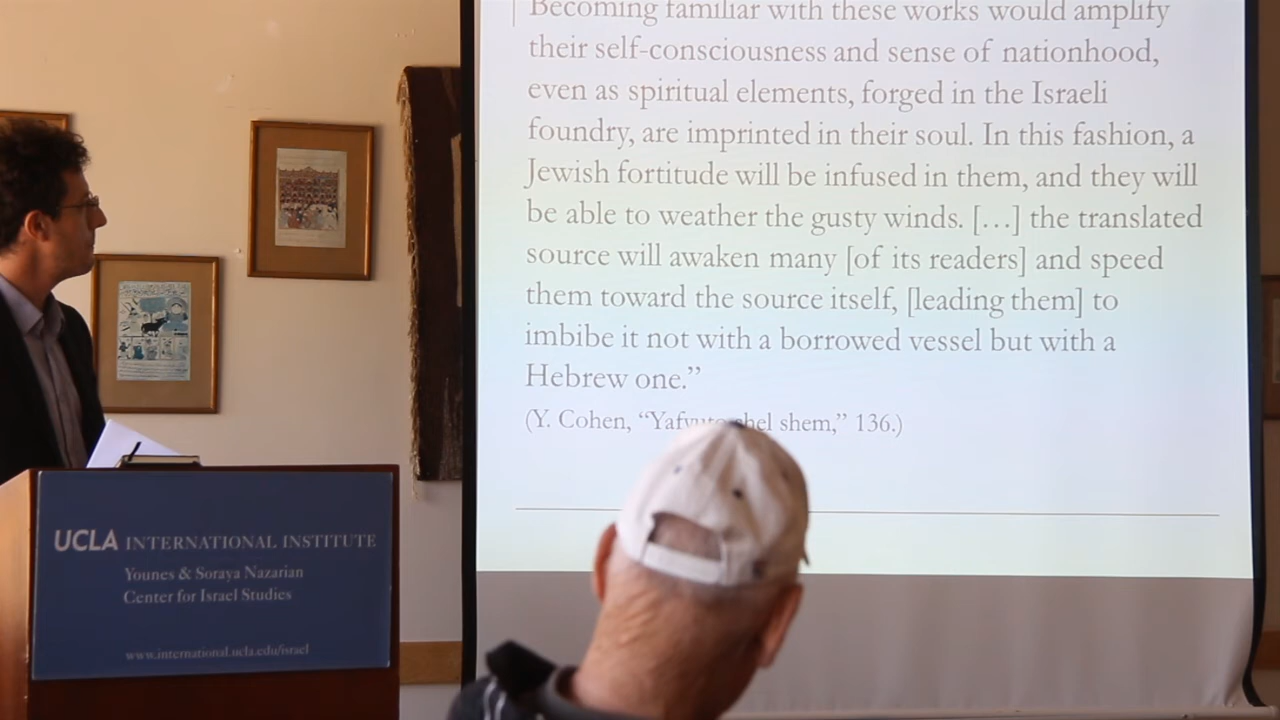 Becoming familiar with these works would amplify
their self-consciousness and sense of nationhood,
even as spiritual elements, forged in the Israeli
foundry, are imprinted in their soul. In this fashion, a
Jewish fortitude will be infused in them, and they will
be able to weather the gusty winds. […] the translated
source will awaken many [of its readers] and speed
them toward the source itself, [leading them] to
imbibe it not with a borrowed vessel but with a
Hebrew one.”
(Y. Cohen, “Yafyuto shel shem,” 136.)
UCLA INTERNATIONAL INSTITUTE
Younes & Soraya Nazarian
Center for Israel Studies
www.international.ucla.edu/israel